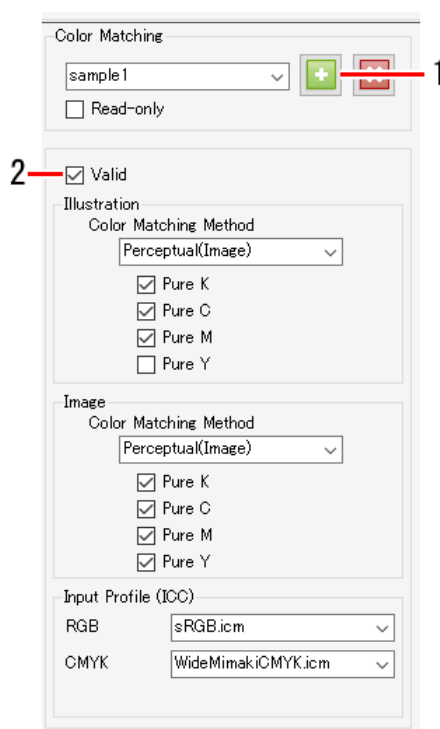 Color Matching
sample1
1
Read-only
2
Valid
Illustration
Color Matching Method
Perceptual(Image)
Pure K
Pure C
Pure M
Pure Y
Image
Color Matching Method
Perceptual(Image)
Pure K
Pure C
Pure M
Pure Y
Input Profile (ICC)
RGB sRGB.icm
CMYK WideMimakiCMYK.icm